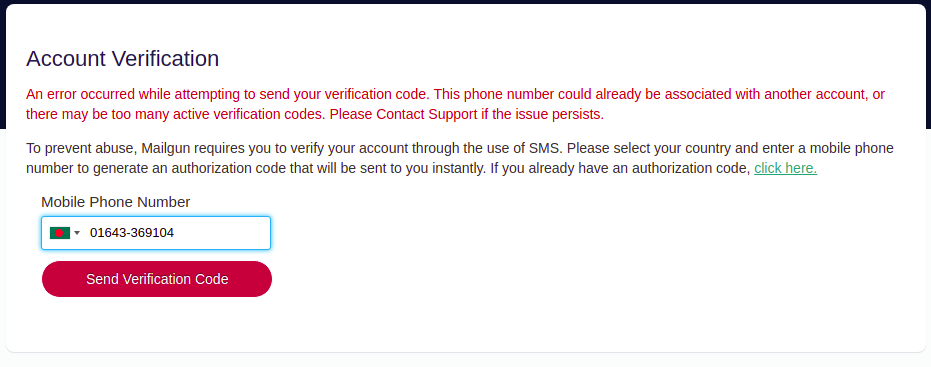 Account Verification
An error occurred while attempting to send your verification code. This phone number could already be associated with another account, or
there may be too many active verification codes. Please Contact Support if the issue persists.
To prevent abuse, Mailgun requires you to verify your account through the use of SMS. Please select your country and enter a mobile phone
number to generate an authorization code that will be sent to you instantly. If you already have an authorization code, click here.
Mobile Phone Number
01643-369104
Send Verification Code